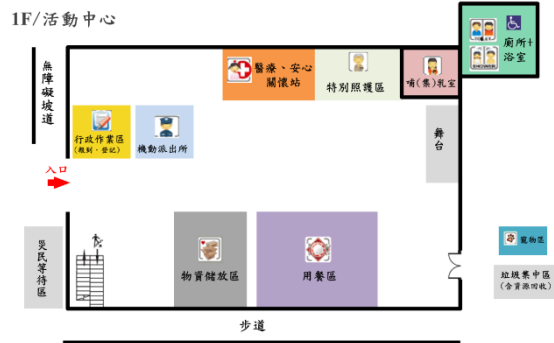 1F/活動中心
無障礙坡道
醫療、安心
關懷站
特別照護區
哺(集)乳室
廁所+
浴室
行政作業區
(報到、登記)
機動派出所
舞台
入口
災民等待區
物資儲放區
用餐區
寵物區
垃圾集中區
(含資源回收)
步道